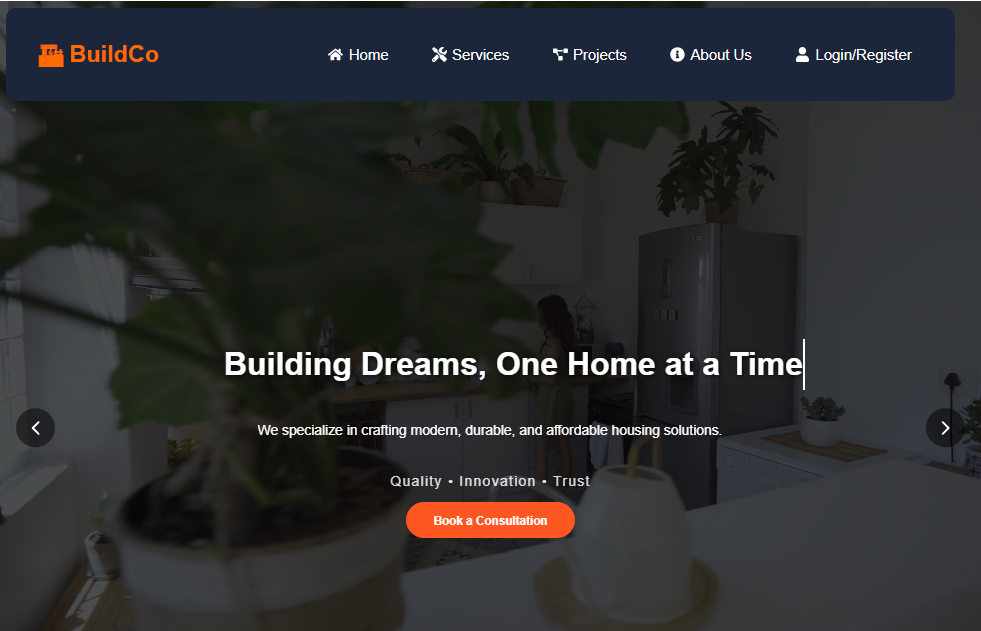 BuildCo
Home
Services
Projects
About Us
Login/Register
Building Dreams, One Home at a Time
We specialize in crafting modern, durable, and affordable housing solutions.
Quality • Innovation • Trust
Book a Consultation